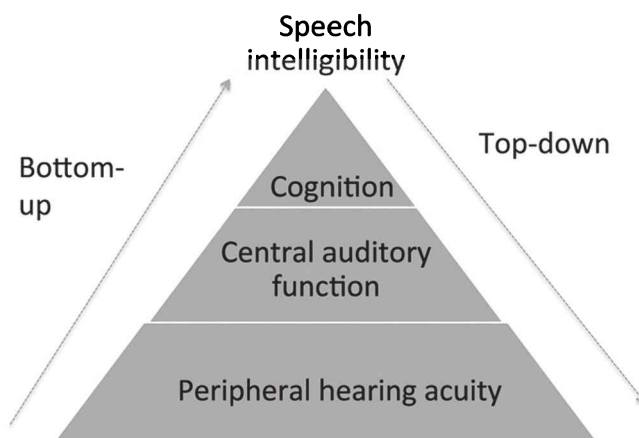 Speech
intelligibility
Bottom-
up
Top-down
Cognition
Central auditory
function
Peripheral hearing acuity